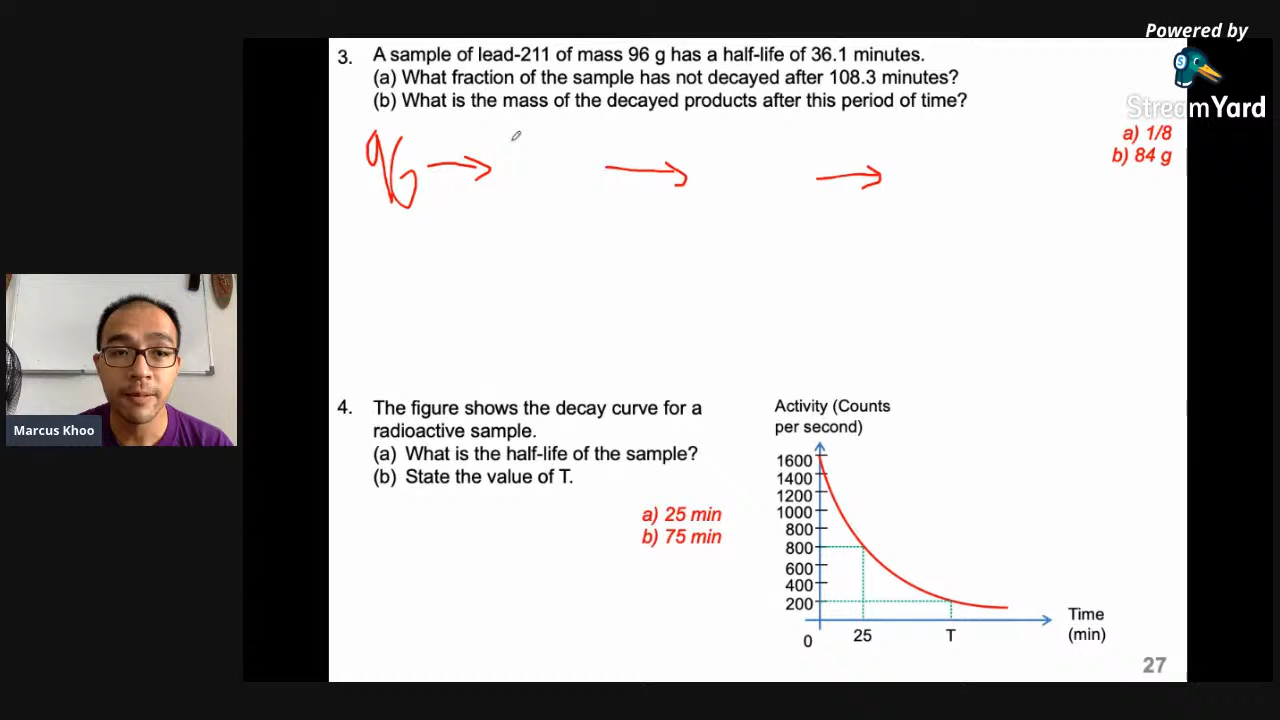 Powered by
StreamYard
3. A sample of lead-211 of mass 96 g has a half-life of 36.1 minutes.
(a) What fraction of the sample has not decayed after 108.3 minutes?
(b) What is the mass of the decayed products after this period of time?
a) 1/8
b) 84 g
96
Marcus Khoo
4. The figure shows the decay curve for a
radioactive sample.
(a) What is the half-life of the sample?
(b) State the value of T.
a) 25 min
b) 75 min
Activity (Counts
per second)
1600
1400
1200
1000
800
800
600
400
200
0
25
T
Time
(min)
27